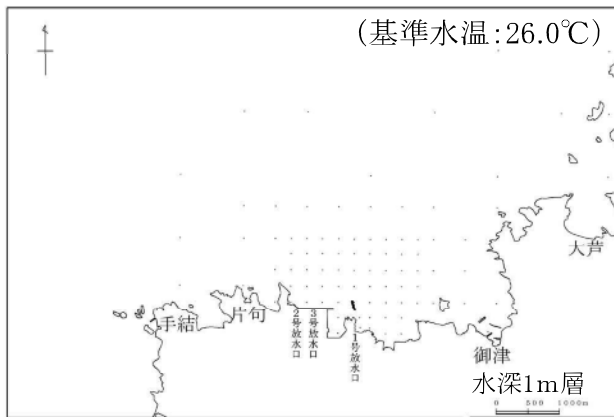 (基準水温:26.0℃)
大芦
手結
片句
2号放水口
3号放水口
1号放水口
御津
水深1m層
0 500 1000m